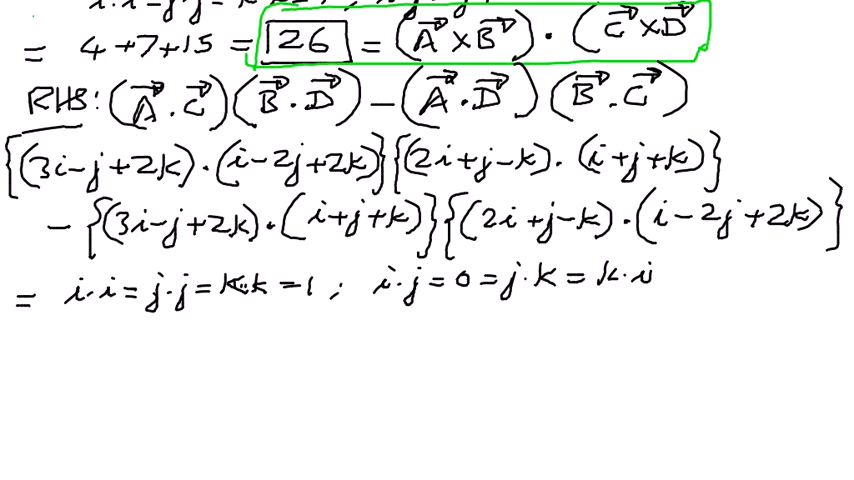 = 4+7+15 = 26 = (A⃗ × B⃗) · (C⃗ × D⃗)
RHS: (A⃗ · C⃗)(B⃗ · D⃗) − (A⃗ · D⃗)(B⃗ · C⃗)
{(3i−j+2k)·(i−2j+2k)}{(2i+j−k)·(i+j+k)}
−{(3i−j+2k)·(i+j+k)}{(2i+j−k)·(i−2j+2k)}
= i·i = j·j = k·k = 1 ; i·j = 0 = j·k = k·i